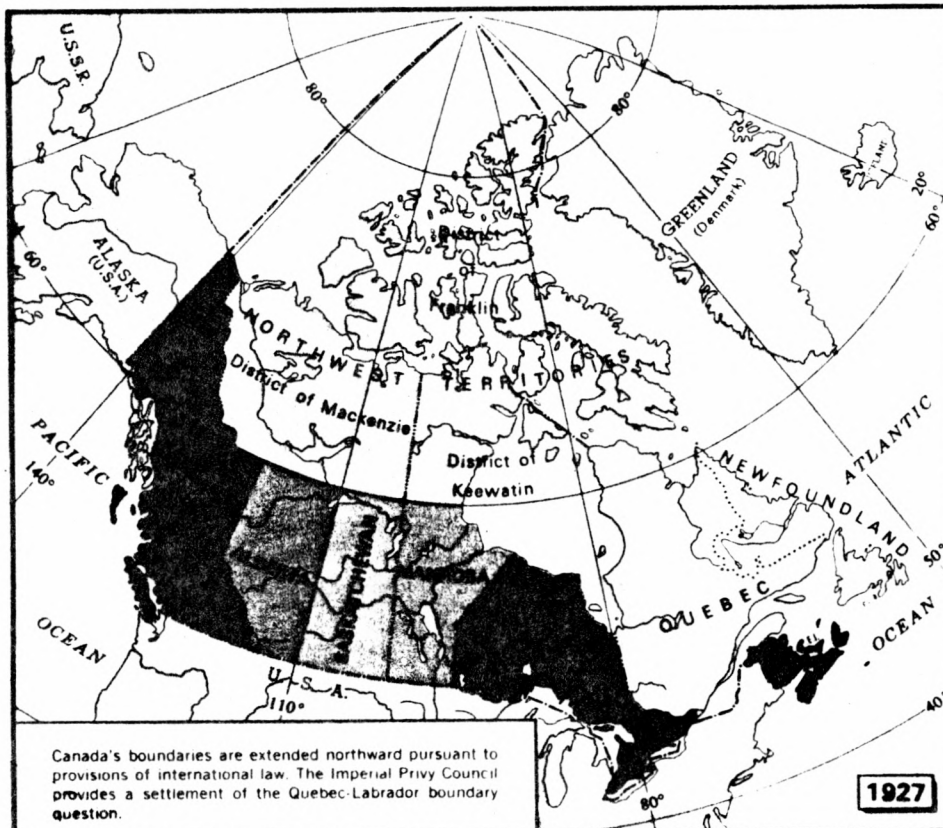 U.S.S.R.
80°
80°
ALASKA
(U.S.A.)
60°
GREENLAND
(Denmark)
20°
60°
District
of
Franklin
NORTHWEST TERRITORIES
District of Mackenzie
District of
Keewatin
PACIFIC
140°
OCEAN
ATLANTIC
NEWFOUNDLAND
50°
SASKATCHEWAN
MANITOBA
QUEBEC
OCEAN
U.S.A.
110°
40°
80°
Canada's boundaries are extended northward pursuant to
provisions of international law. The Imperial Privy Council
provides a settlement of the Quebec-Labrador boundary
question.
1927